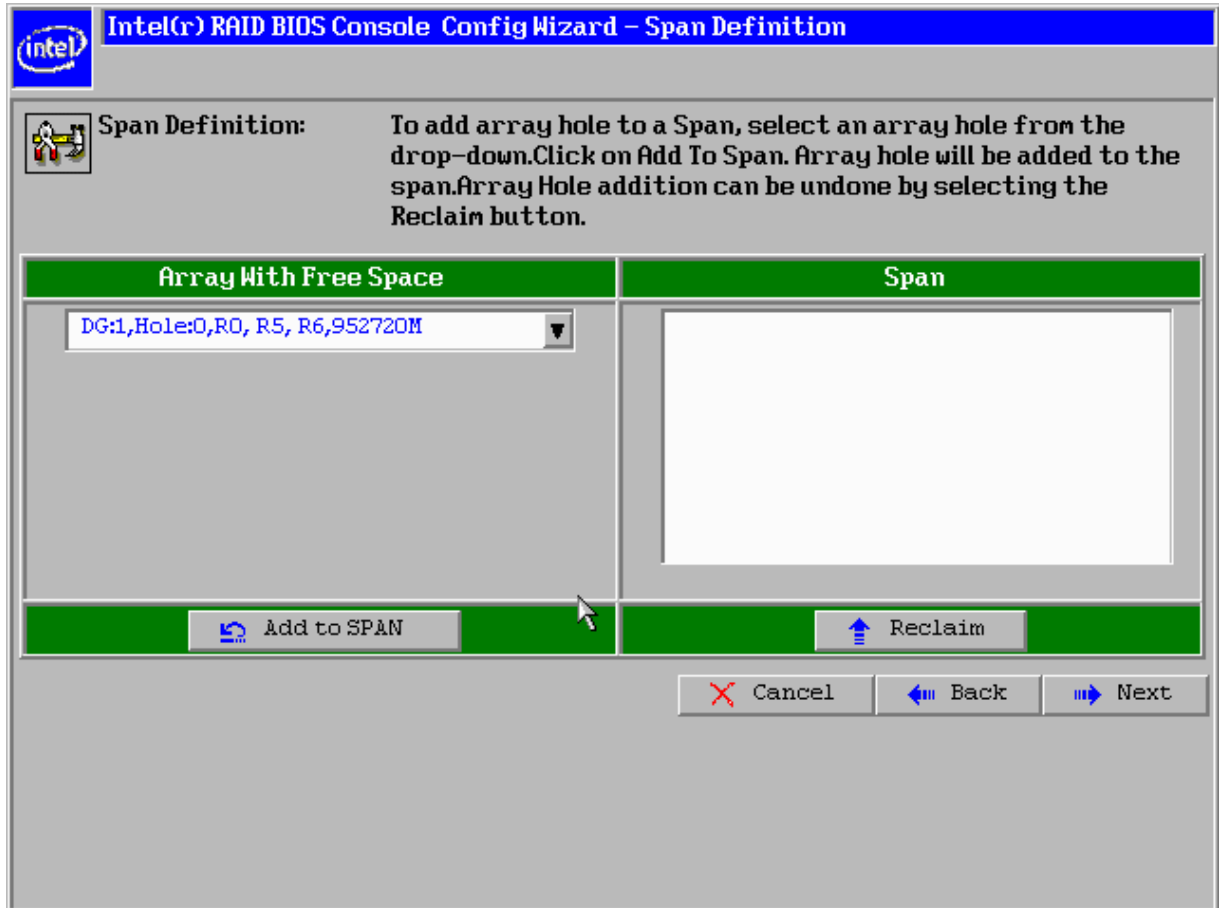 Intel(r) RAID BIOS Console Config Wizard – Span Definition
intel
Span Definition:
To add array hole to a Span, select an array hole from the
drop-down.Click on Add To Span. Array hole will be added to the
span.Array Hole addition can be undone by selecting the
Reclaim button.
Array With Free Space
Span
DG:1,Hole:0,R0, R5, R6,952720M
Add to SPAN
Reclaim
Cancel
Back
Next